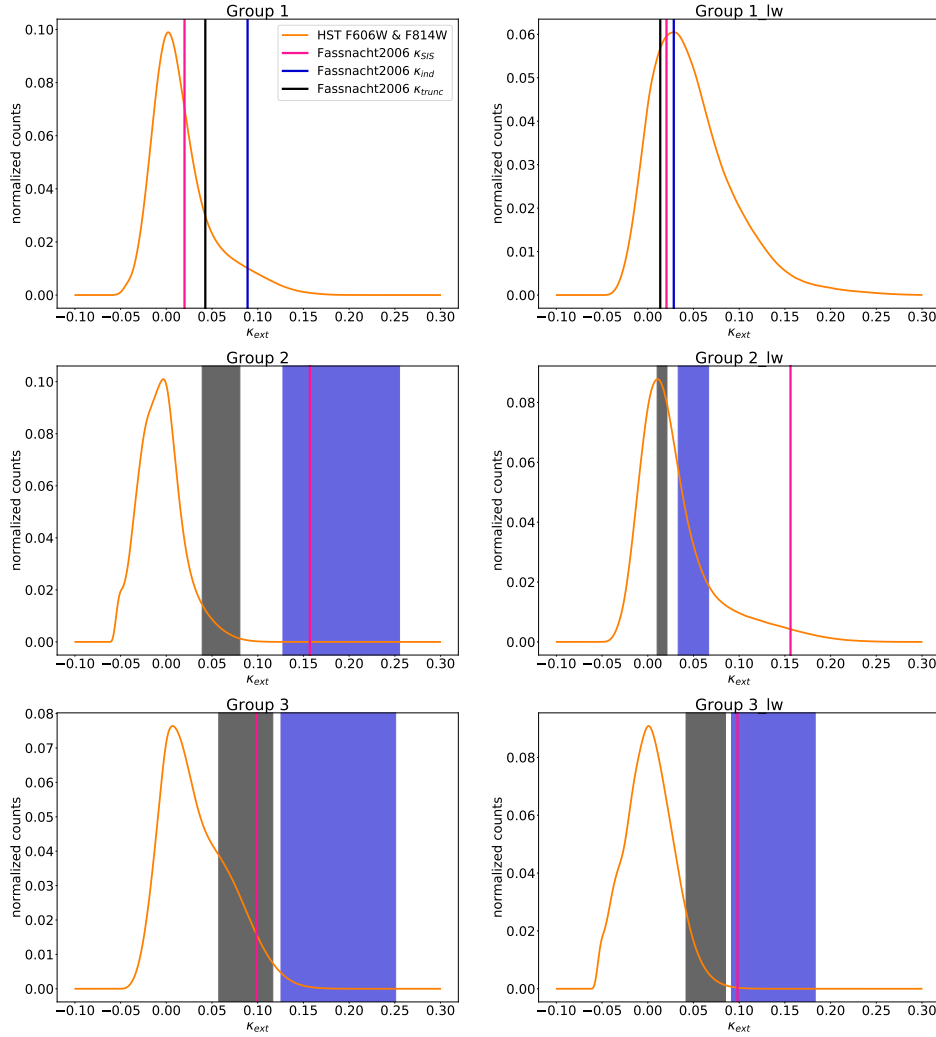 Group 1
normalized counts
0.10
0.08
0.06
0.04
0.02
0.00
HST F606W & F814W
Fassnacht2006 κ_SIS
Fassnacht2006 κ_ind
Fassnacht2006 κ_trunc
−0.10 −0.05 0.00 0.05 0.10 0.15 0.20 0.25 0.30
κ_ext
Group 1_lw
normalized counts
0.06
0.05
0.04
0.03
0.02
0.01
0.00
−0.10 −0.05 0.00 0.05 0.10 0.15 0.20 0.25 0.30
κ_ext
Group 2
normalized counts
0.10
0.08
0.06
0.04
0.02
0.00
−0.10 −0.05 0.00 0.05 0.10 0.15 0.20 0.25 0.30
κ_ext
Group 2_lw
normalized counts
0.08
0.06
0.04
0.02
0.00
−0.10 −0.05 0.00 0.05 0.10 0.15 0.20 0.25 0.30
κ_ext
Group 3
normalized counts
0.08
0.07
0.06
0.05
0.04
0.03
0.02
0.01
0.00
−0.10 −0.05 0.00 0.05 0.10 0.15 0.20 0.25 0.30
κ_ext
Group 3_lw
normalized counts
0.08
0.06
0.04
0.02
0.00
−0.10 −0.05 0.00 0.05 0.10 0.15 0.20 0.25 0.30
κ_ext